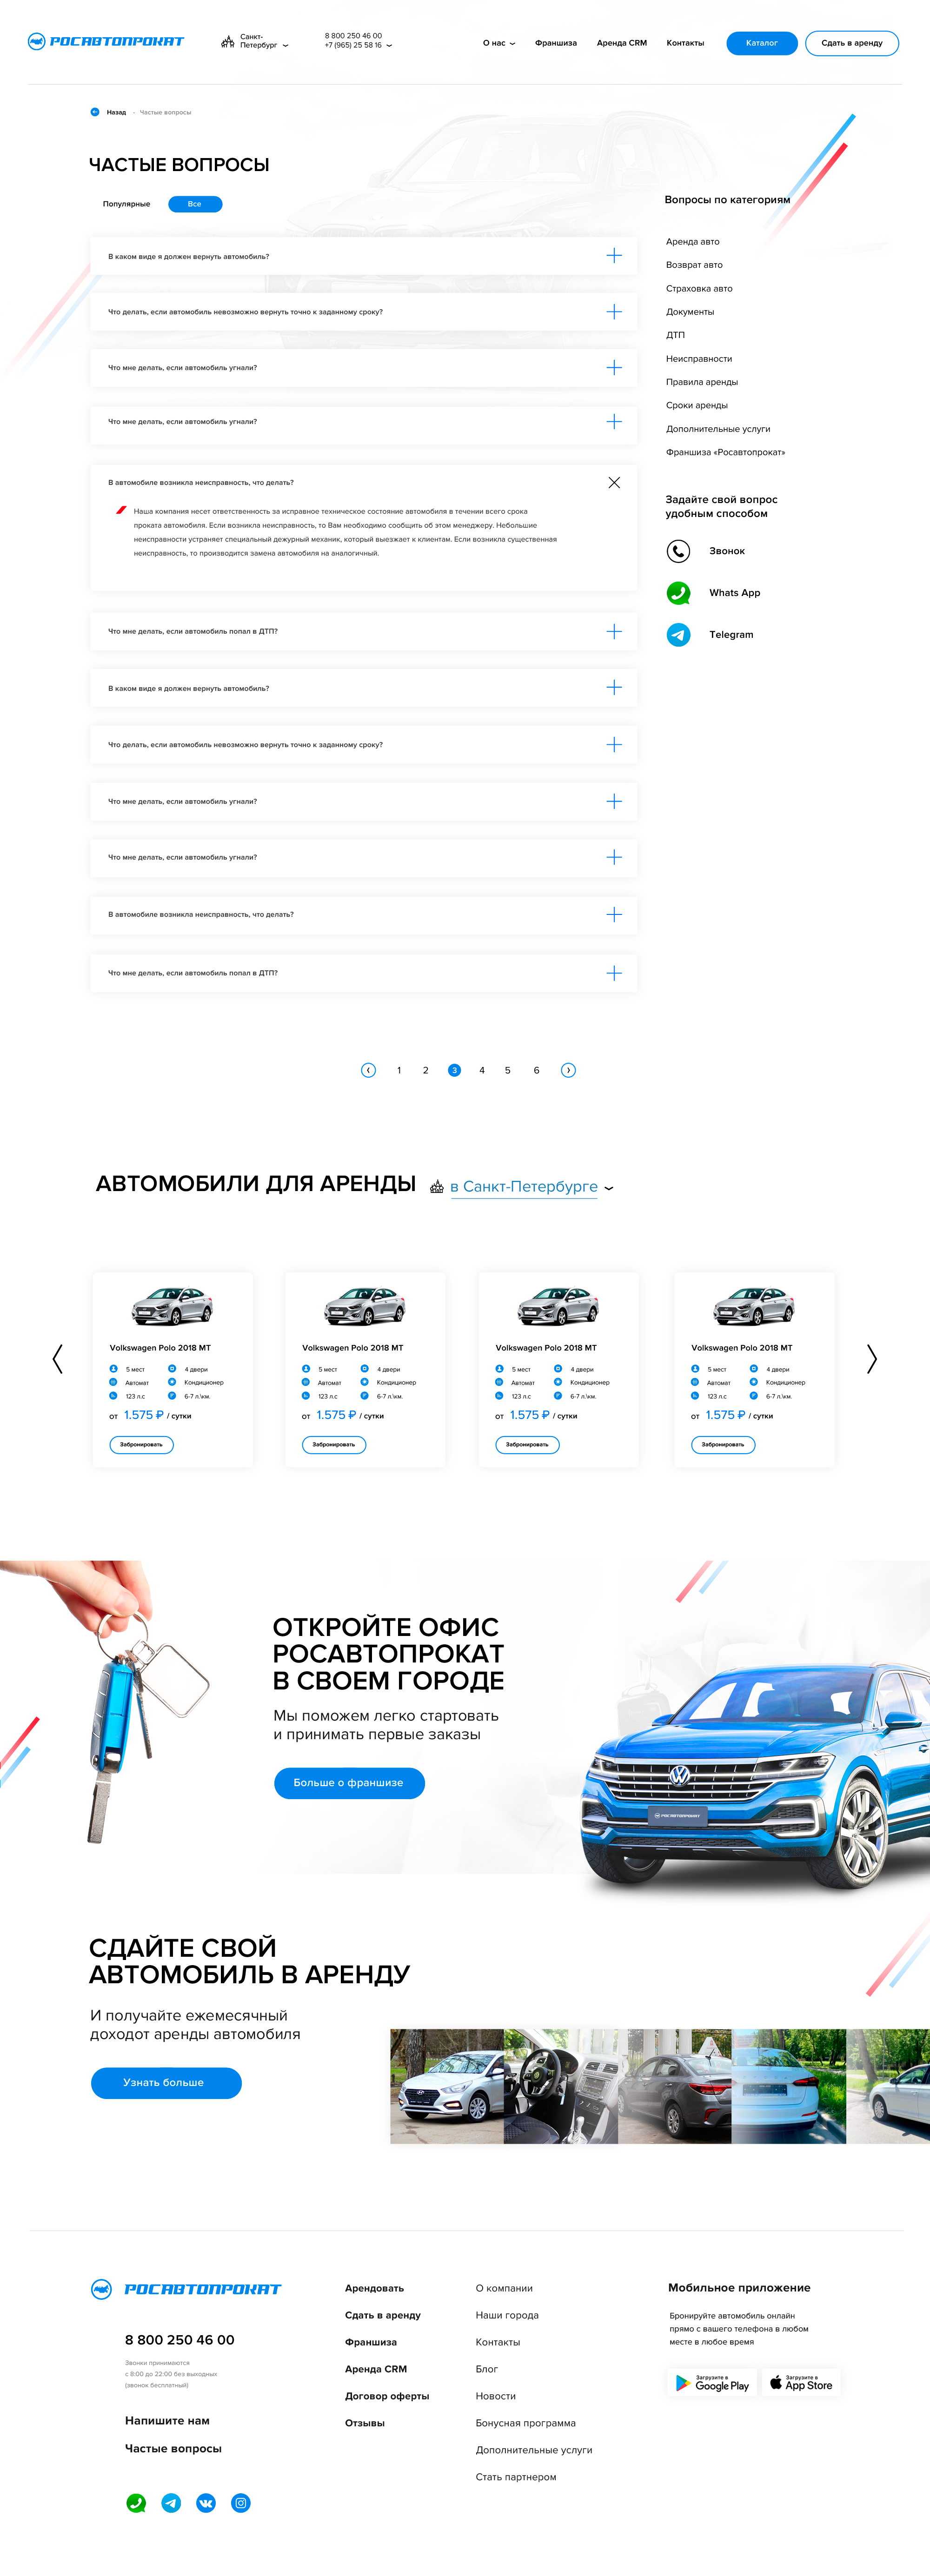 РОСАВТОПРОКАТ
Санкт-
Петербург
8 800 250 46 00
+7 (965) 25 58 16
О нас
Франшиза
Аренда CRM
Контакты
Каталог
Сдать в аренду
Назад - Частые вопросы
ЧАСТЫЕ ВОПРОСЫ
Популярные
Все
В каком виде я должен вернуть автомобиль?
Что делать, если автомобиль невозможно вернуть точно к заданному сроку?
Что мне делать, если автомобиль угнали?
Что мне делать, если автомобиль угнали?
В автомобиле возникла неисправность, что делать?
Наша компания несет ответственность за исправное техническое состояние автомобиля в течении всего срока
проката автомобиля. Если возникла неисправность, то Вам необходимо сообщить об этом менеджеру. Небольшие
неисправности устраняет специальный дежурный механик, который выезжает к клиентам. Если возникла существенная
неисправность, то производится замена автомобиля на аналогичный.
Что мне делать, если автомобиль попал в ДТП?
В каком виде я должен вернуть автомобиль?
Что делать, если автомобиль невозможно вернуть точно к заданному сроку?
Что мне делать, если автомобиль угнали?
Что мне делать, если автомобиль угнали?
В автомобиле возникла неисправность, что делать?
Что мне делать, если автомобиль попал в ДТП?
Вопросы по категориям
Аренда авто
Возврат авто
Страховка авто
Документы
ДТП
Неисправности
Правила аренды
Сроки аренды
Дополнительные услуги
Франшиза «Росавтопрокат»
Задайте свой вопрос
удобным способом
Звонок
Whats App
Telegram
1 2 3 4 5 6
АВТОМОБИЛИ ДЛЯ АРЕНДЫ в Санкт-Петербурге
Volkswagen Polo 2018 MT
5 мест 4 двери
Автомат Кондиционер
123 л.с 6-7 л.\км.
от 1.575 ₽ / сутки
Забронировать
Volkswagen Polo 2018 MT
5 мест 4 двери
Автомат Кондиционер
123 л.с 6-7 л.\км.
от 1.575 ₽ / сутки
Забронировать
Volkswagen Polo 2018 MT
5 мест 4 двери
Автомат Кондиционер
123 л.с 6-7 л.\км.
от 1.575 ₽ / сутки
Забронировать
Volkswagen Polo 2018 MT
5 мест 4 двери
Автомат Кондиционер
123 л.с 6-7 л.\км.
от 1.575 ₽ / сутки
Забронировать
ОТКРОЙТЕ ОФИС
РОСАВТОПРОКАТ
В СВОЕМ ГОРОДЕ
Мы поможем легко стартовать
и принимать первые заказы
Больше о франшизе
РОСАВТОПРОКАТ
СДАЙТЕ СВОЙ
АВТОМОБИЛЬ В АРЕНДУ
И получайте ежемесячный
доходот аренды автомобиля
Узнать больше
РОСАВТОПРОКАТ
8 800 250 46 00
Звонки принимаются
с 8:00 до 22:00 без выходных
(звонок бесплатный)
Напишите нам
Частые вопросы
Арендовать
Сдать в аренду
Франшиза
Аренда CRM
Договор оферты
Отзывы
О компании
Наши города
Контакты
Блог
Новости
Бонусная программа
Дополнительные услуги
Стать партнером
Мобильное приложение
Бронируйте автомобиль онлайн
прямо с вашего телефона в любом
месте в любое время
Загрузите в
Google Play
Загрузите в
App Store